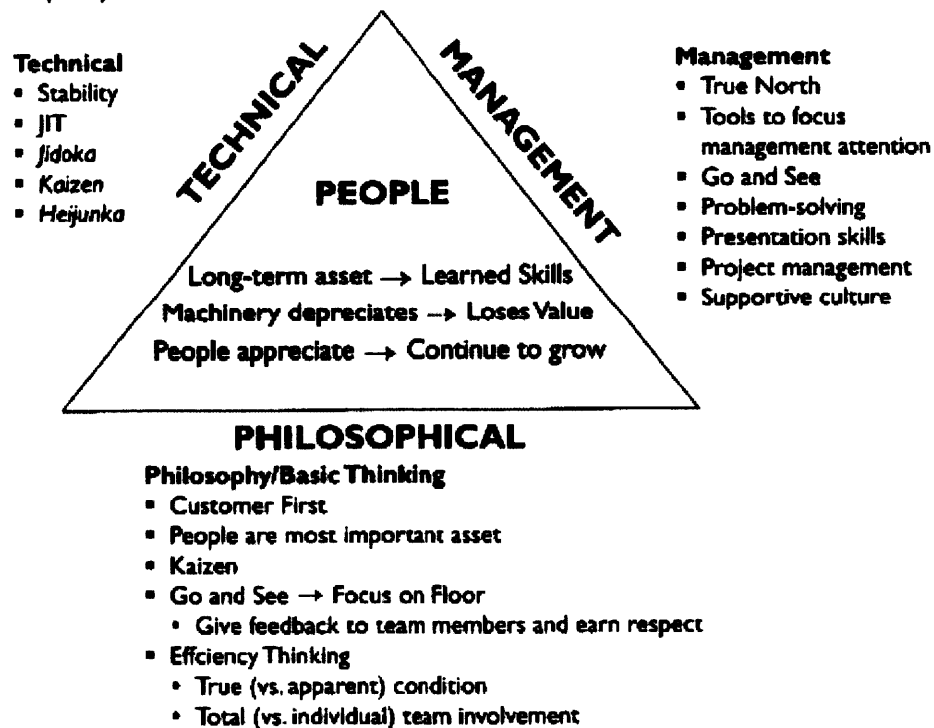 Technical
▪ Stability
▪ JIT
▪ Jidoka
▪ Kaizen
▪ Heijunka
TECHNICAL
MANAGEMENT
PEOPLE
Long-term asset → Learned Skills
Machinery depreciates → Loses Value
People appreciate → Continue to grow
Management
▪ True North
▪ Tools to focus
management attention
▪ Go and See
▪ Problem-solving
▪ Presentation skills
▪ Project management
▪ Supportive culture
PHILOSOPHICAL
Philosophy/Basic Thinking
▪ Customer First
▪ People are most important asset
▪ Kaizen
▪ Go and See → Focus on Floor
• Give feedback to team members and earn respect
▪ Effciency Thinking
• True (vs. apparent) condition
• Total (vs. individual) team involvement